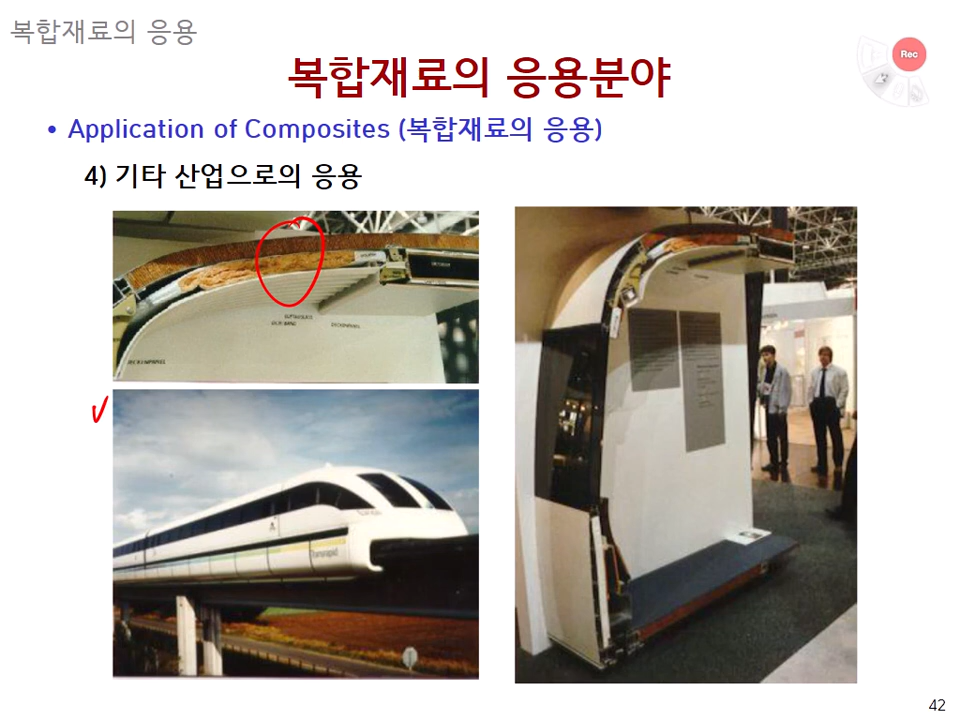 복합재료의 응용
Rec
복합재료의 응용분야
• Application of Composites (복합재료의 응용)
4) 기타 산업으로의 응용
Transrapid
42